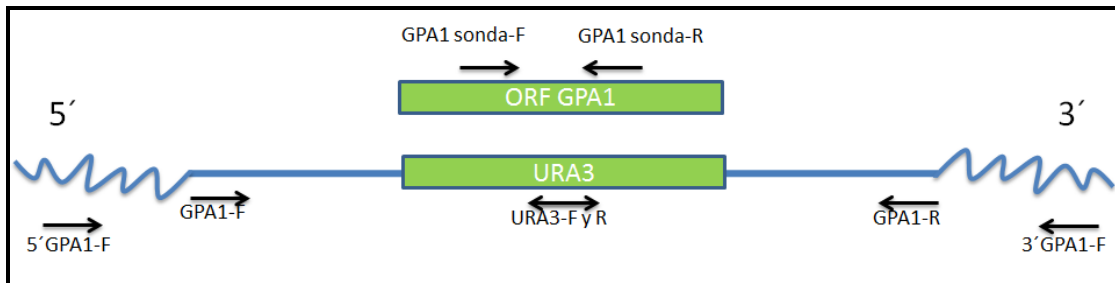 GPA1 sonda-F
GPA1 sonda-R
ORF GPA1
5´
3´
URA3
GPA1-F
URA3-F y R
GPA1-R
5´GPA1-F
3´GPA1-F